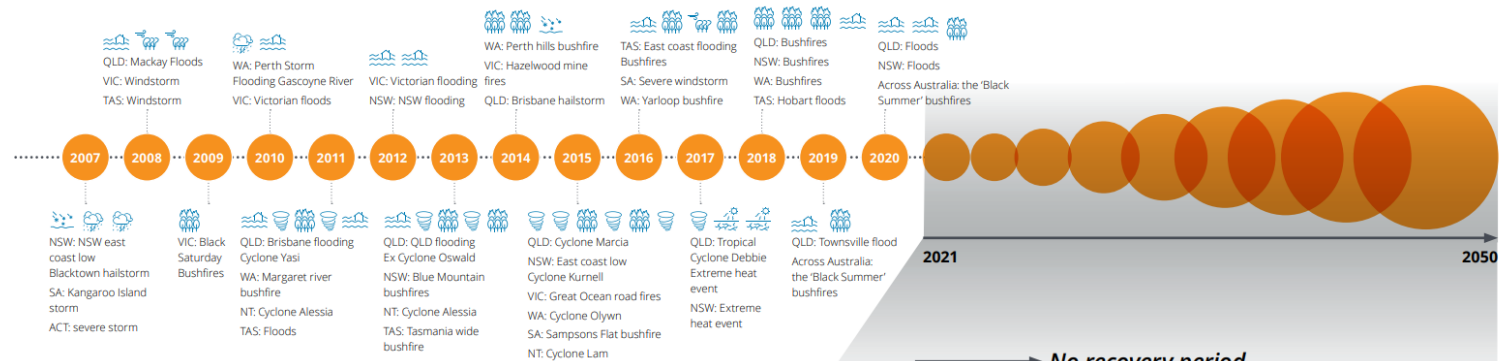 QLD: Mackay Floods
VIC: Windstorm
TAS: Windstorm
WA: Perth Storm
Flooding Gascoyne River
VIC: Victorian floods
VIC: Victorian flooding
NSW: NSW flooding
WA: Perth hills bushfire
VIC: Hazelwood mine
fires
QLD: Brisbane hailstorm
TAS: East coast flooding
Bushfires
SA: Severe windstorm
WA: Yarloop bushfire
QLD: Bushfires
NSW: Bushfires
WA: Bushfires
TAS: Hobart floods
QLD: Floods
NSW: Floods
Across Australia: the ‘Black
Summer’ bushfires
2007
2008
2009
2010
2011
2012
2013
2014
2015
2016
2017
2018
2019
2020
NSW: NSW east
coast low
Blacktown hailstorm
SA: Kangaroo Island
storm
ACT: severe storm
VIC: Black
Saturday
Bushfires
QLD: Brisbane flooding
Cyclone Yasi
WA: Margaret river
bushfire
NT: Cyclone Alessia
TAS: Floods
QLD: QLD flooding
Ex Cyclone Oswald
NSW: Blue Mountain
bushfires
NT: Cyclone Alessia
TAS: Tasmania wide
bushfire
QLD: Cyclone Marcia
NSW: East coast low
Cyclone Kurnell
VIC: Great Ocean road fires
WA: Cyclone Olwyn
SA: Sampsons Flat bushfire
NT: Cyclone Lam
QLD: Tropical
Cyclone Debbie
Extreme heat
event
NSW: Extreme
heat event
QLD: Townsville flood
Across Australia:
the ‘Black Summer’
bushfires
2021
2050
No recovery period